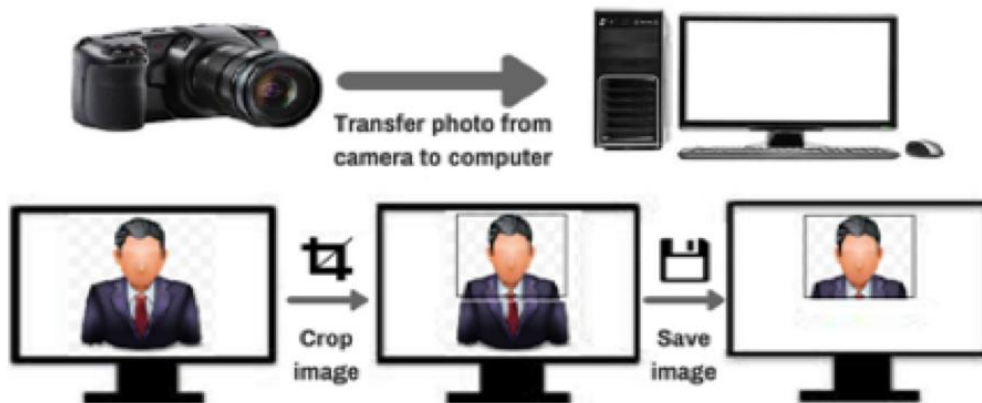 Transfer photo from
camera to computer
Crop
image
Save
image